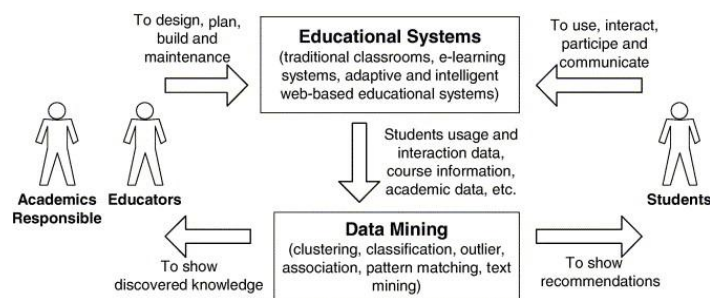 To design, plan,
build and
maintenance
Educational Systems
(traditional classrooms, e-learning
systems, adaptive and intelligent
web-based educational systems)
To use, interact,
participe and
communicate
Students usage and
interaction data,
course information,
academic data, etc.
Academics
Responsible
Educators
Students
Data Mining
(clustering, classification, outlier,
association, pattern matching, text
mining)
To show
discovered knowledge
To show
recommendations